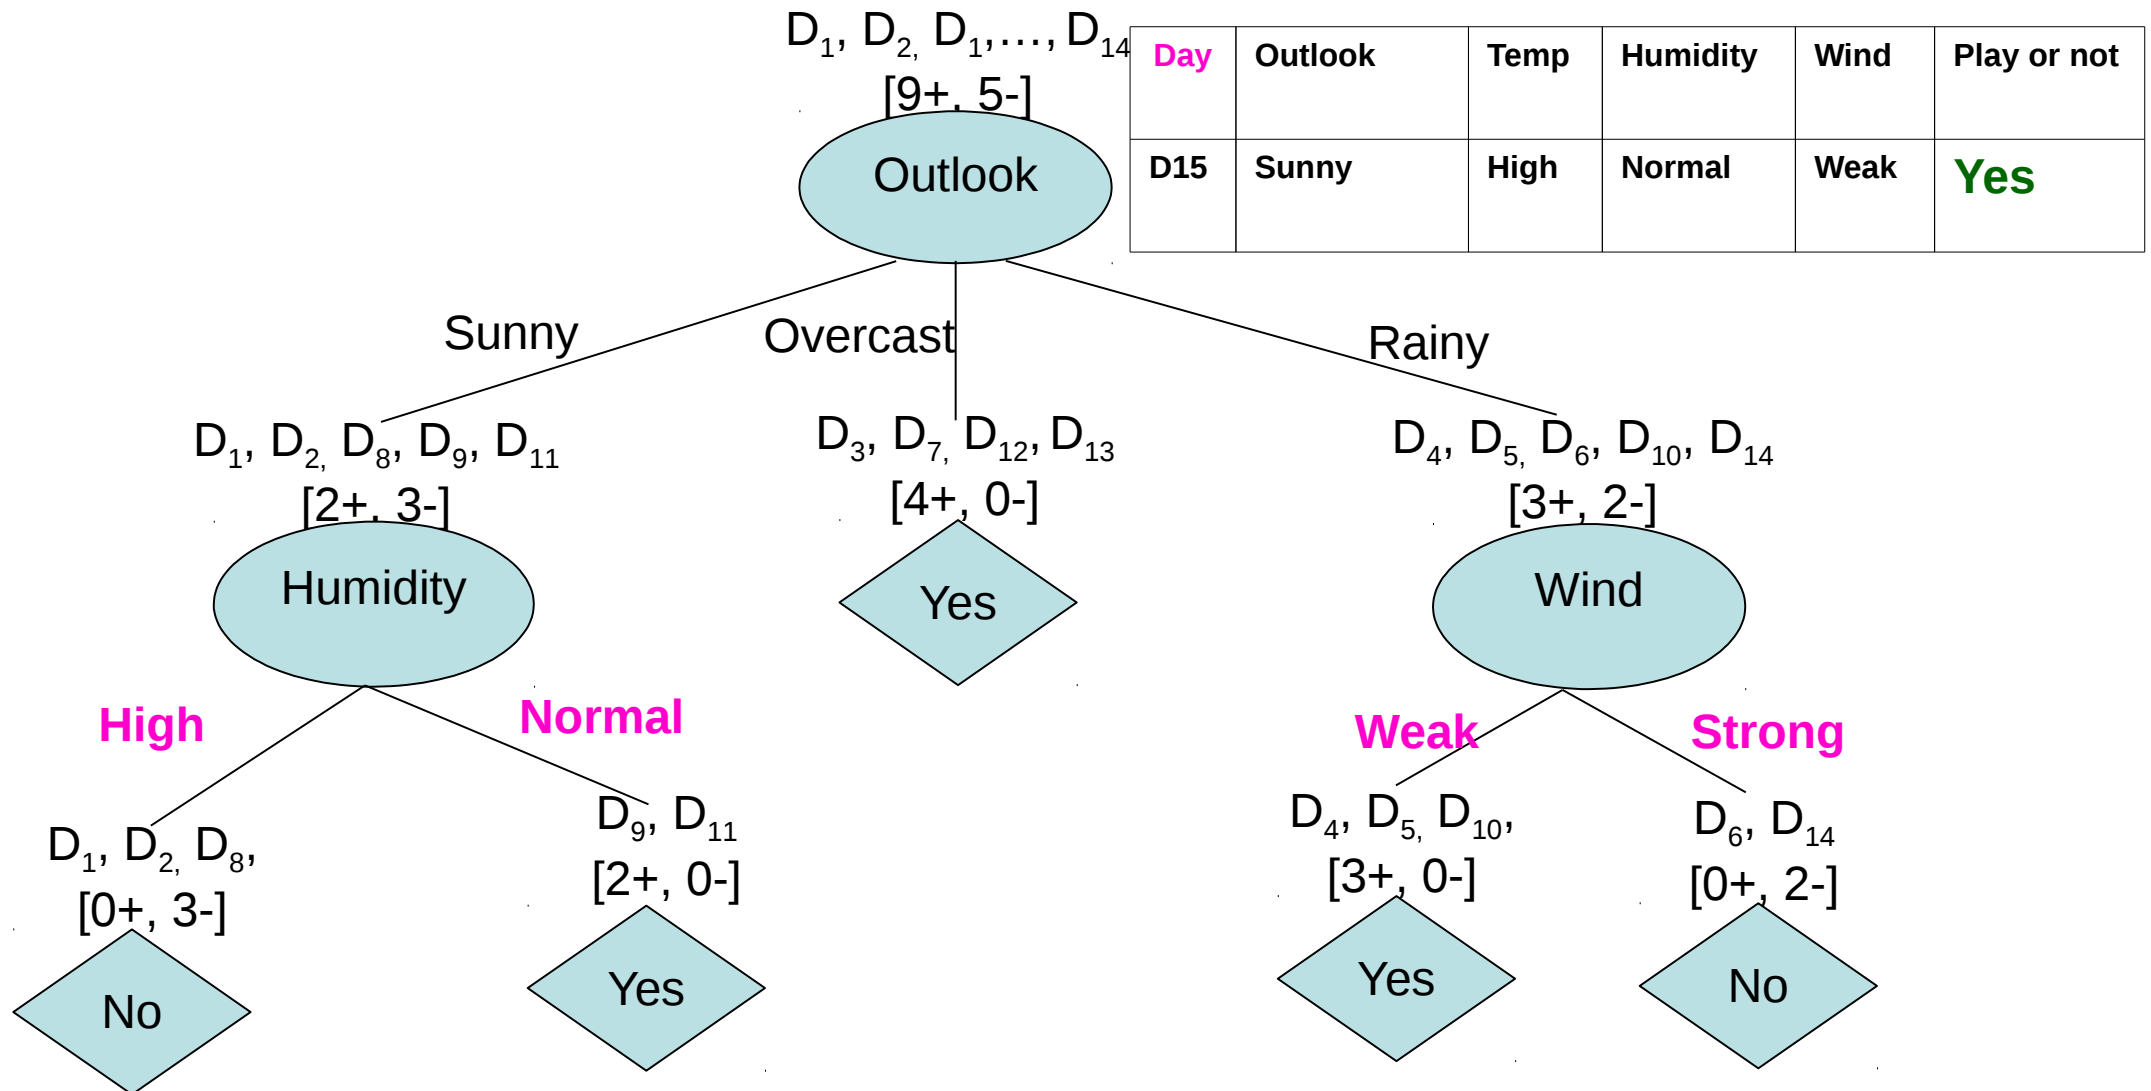 D1, D2, D1,…, D14
[9+, 5-]
Day Outlook Temp Humidity Wind Play or not
D15 Sunny High Normal Weak Yes
Outlook
Sunny Overcast Rainy
D1, D2, D8, D9, D11
[2+, 3-]
D3, D7, D12, D13
[4+, 0-]
D4, D5, D6, D10, D14
[3+, 2-]
Humidity
Yes
Wind
High Normal
Weak Strong
D1, D2, D8,
[0+, 3-]
D9, D11
[2+, 0-]
D4, D5, D10,
[3+, 0-]
D6, D14
[0+, 2-]
No
Yes
Yes
No